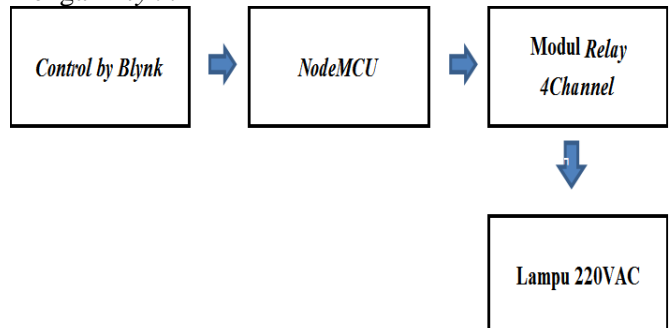 Control by Blynk
NodeMCU
Modul Relay
4Channel
Lampu 220VAC